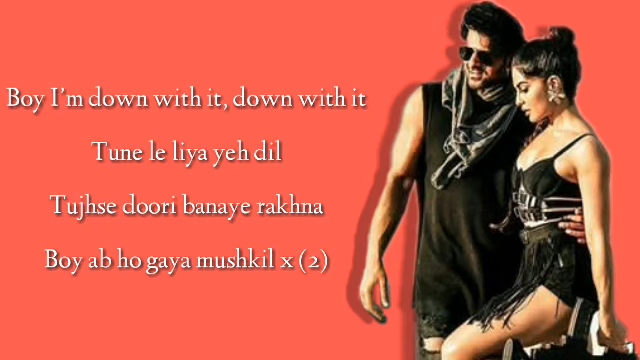 Boy I'm down with it, down with it
Tune le liya yeh dil
Tujhse doori banaye rakhna
Boy ab ho gaya mushkil x (2)